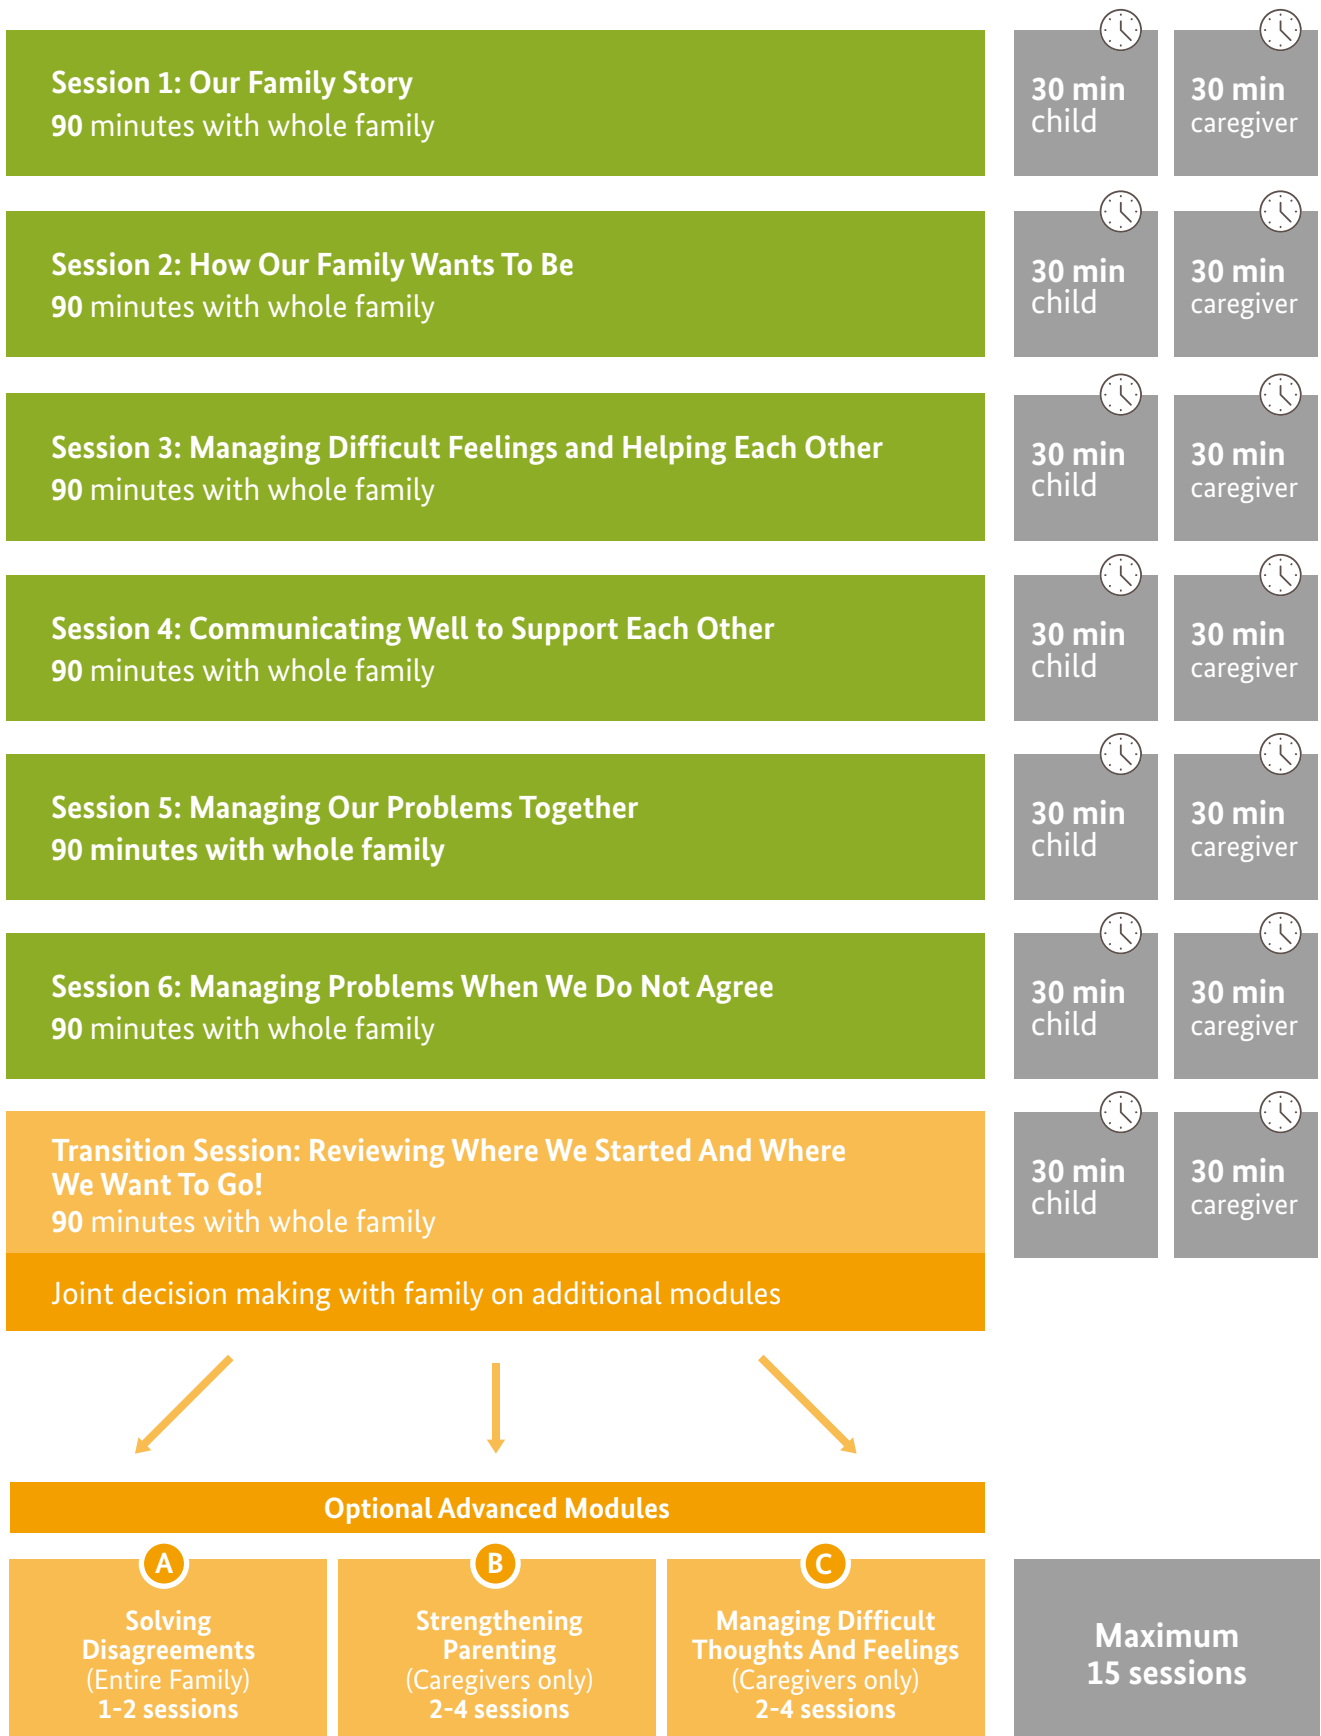 Session 1: Our Family Story
90 minutes with whole family
30 min
child
30 min
caregiver
Session 2: How Our Family Wants To Be
90 minutes with whole family
30 min
child
30 min
caregiver
Session 3: Managing Difficult Feelings and Helping Each Other
90 minutes with whole family
30 min
child
30 min
caregiver
Session 4: Communicating Well to Support Each Other
90 minutes with whole family
30 min
child
30 min
caregiver
Session 5: Managing Our Problems Together
90 minutes with whole family
30 min
child
30 min
caregiver
Session 6: Managing Problems When We Do Not Agree
90 minutes with whole family
30 min
child
30 min
caregiver
Transition Session: Reviewing Where We Started And Where
We Want To Go!
90 minutes with whole family
30 min
child
30 min
caregiver
Joint decision making with family on additional modules
Optional Advanced Modules
A
Solving
Disagreements
(Entire Family)
1-2 sessions
B
Strengthening
Parenting
(Caregivers only)
2-4 sessions
C
Managing Difficult
Thoughts And Feelings
(Caregivers only)
2-4 sessions
Maximum
15 sessions